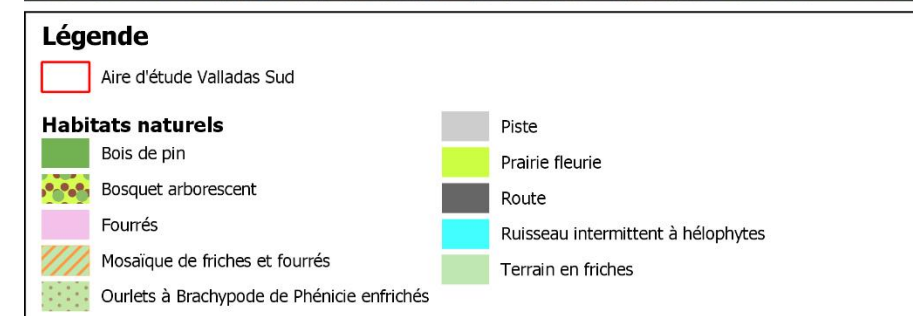 Légende
Aire d'étude Valladas Sud
Habitats naturels
Bois de pin
Bosquet arborescent
Fourrés
Mosaïque de friches et fourrés
Ourlets à Brachypode de Phénicie enfrichés
Piste
Prairie fleurie
Route
Ruisseau intermittent à hélophytes
Terrain en friches